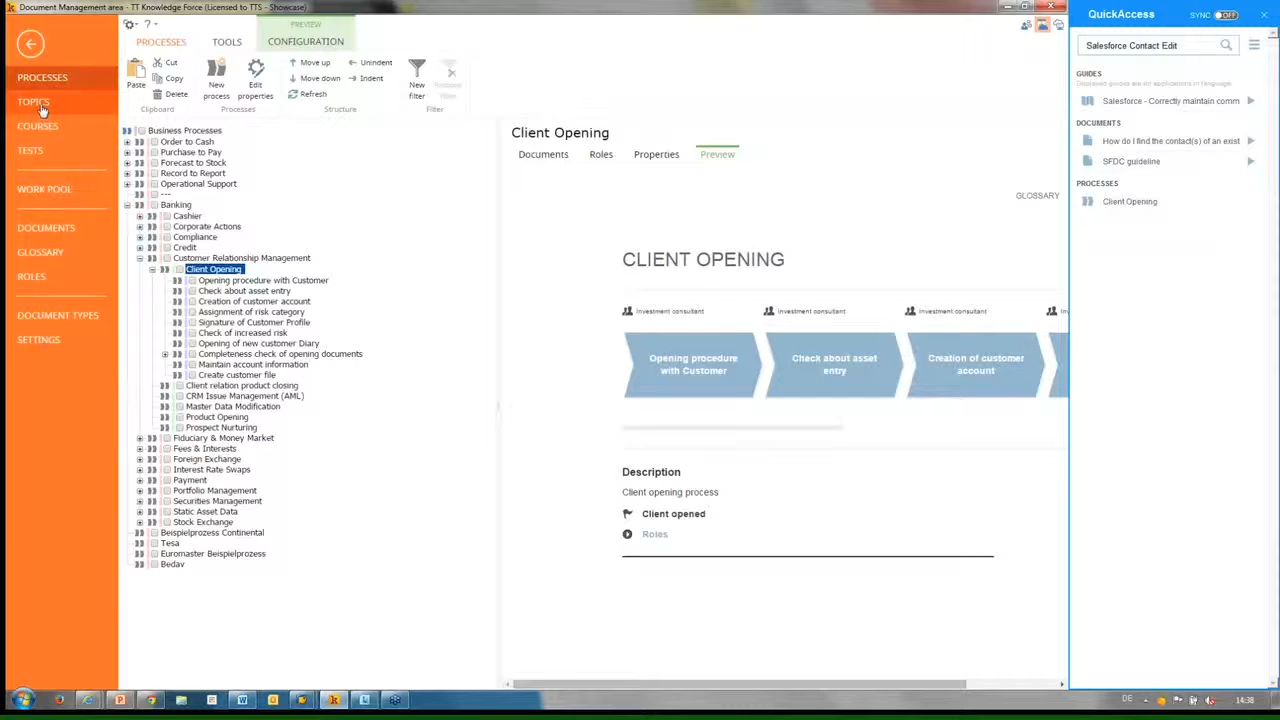 Document Management area - TT Knowledge Force (Licensed to TTS - Showcase)
PROCESSES
TOPICS
COURSES
TESTS
WORK POOL
DOCUMENTS
GLOSSARY
ROLES
DOCUMENT TYPES
SETTINGS
?
PREVIEW
PROCESSES TOOLS CONFIGURATION
Paste
Cut
Copy
Delete
Clipboard
New process
Edit properties
Processes
Move up
Move down
Refresh
Unindent
Indent
Structure
New filter
Remove filter
Filter
Business Processes
Order to Cash
Purchase to Pay
Forecast to Stock
Record to Report
Operational Support
---
Banking
Cashier
Corporate Actions
Compliance
Credit
Customer Relationship Management
Client Opening
Opening procedure with Customer
Check about asset entry
Creation of customer account
Assignment of risk category
Signature of Customer Profile
Check of increased risk
Opening of new customer Diary
Completeness check of opening documents
Maintain account information
Create customer file
Client relation product closing
CRM Issue Management (AML)
Master Data Modification
Product Opening
Prospect Nurturing
Fiduciary & Money Market
Fees & Interests
Foreign Exchange
Interest Rate Swaps
Payment
Portfolio Management
Securities Management
Static Asset Data
Stock Exchange
Beispielprozess Continental
Tesa
Euromaster Beispielprozess
Bedav
Client Opening
Documents Roles Properties Preview
GLOSSARY
CLIENT OPENING
Investment consultant
Investment consultant
Investment consultant
Opening procedure
with Customer
Check about asset
entry
Creation of customer
account
Description
Client opening process
Client opened
Roles
QuickAccess SYNC OFF
Salesforce Contact Edit
GUIDES
Displayed guides are for applications or language.
Salesforce - Correctly maintain comm
DOCUMENTS
How do I find the contact(s) of an exist
SFDC guideline
PROCESSES
Client Opening
DE
14:38